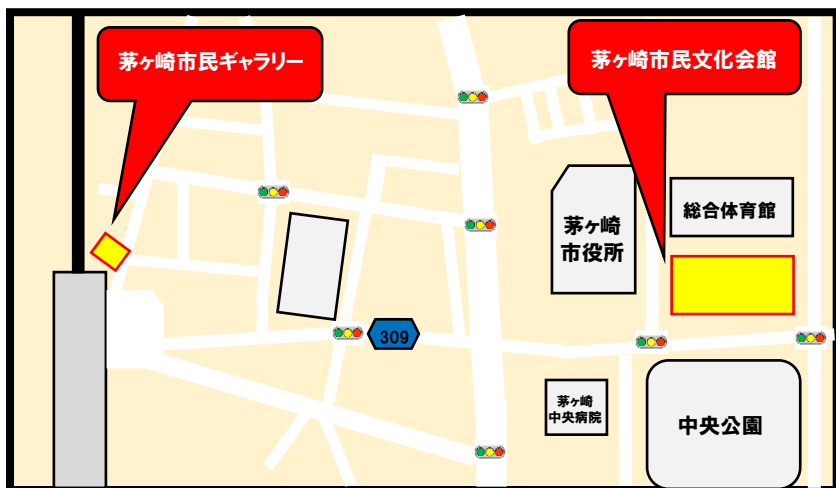 茅ヶ崎市民ギャラリー
茅ヶ崎市民文化会館
総合体育館
茅ヶ崎
市役所
309
茅ヶ崎
中央病院
中央公園